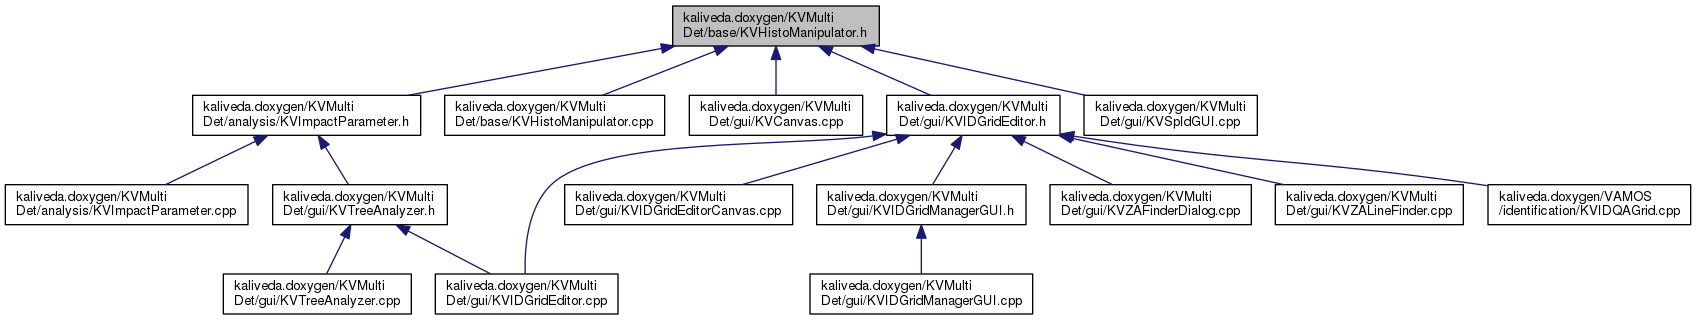 kaliveda.doxygen/KVMulti
Det/base/KVHistoManipulator.h
kaliveda.doxygen/KVMulti
Det/analysis/KVImpactParameter.h
kaliveda.doxygen/KVMulti
Det/base/KVHistoManipulator.cpp
kaliveda.doxygen/KVMulti
Det/gui/KVCanvas.cpp
kaliveda.doxygen/KVMulti
Det/gui/KVIDGridEditor.h
kaliveda.doxygen/KVMulti
Det/gui/KVSpIdGUI.cpp
kaliveda.doxygen/KVMulti
Det/analysis/KVImpactParameter.cpp
kaliveda.doxygen/KVMulti
Det/gui/KVTreeAnalyzer.h
kaliveda.doxygen/KVMulti
Det/gui/KVIDGridEditorCanvas.cpp
kaliveda.doxygen/KVMulti
Det/gui/KVIDGridManagerGUI.h
kaliveda.doxygen/KVMulti
Det/gui/KVZAFinderDialog.cpp
kaliveda.doxygen/KVMulti
Det/gui/KVZALineFinder.cpp
kaliveda.doxygen/VAMOS
/identification/KVIDQAGrid.cpp
kaliveda.doxygen/KVMulti
Det/gui/KVTreeAnalyzer.cpp
kaliveda.doxygen/KVMulti
Det/gui/KVIDGridEditor.cpp
kaliveda.doxygen/KVMulti
Det/gui/KVIDGridManagerGUI.cpp